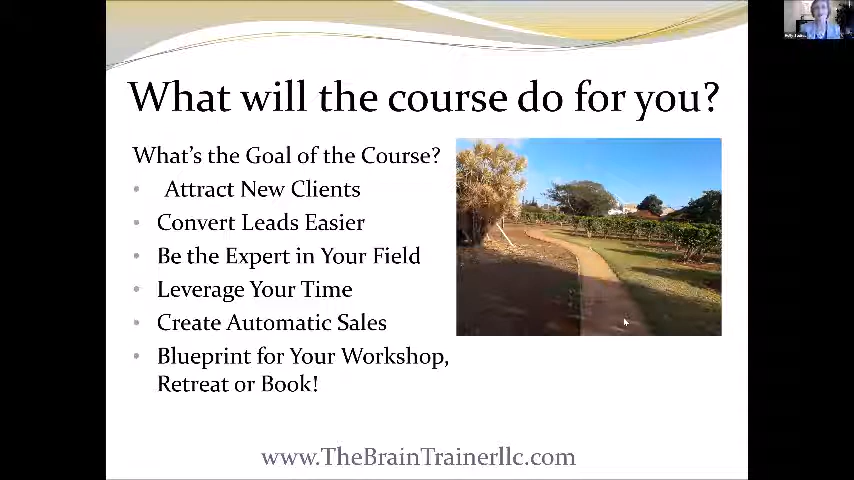 What will the course do for you?
What's the Goal of the Course?
• Attract New Clients
• Convert Leads Easier
• Be the Expert in Your Field
• Leverage Your Time
• Create Automatic Sales
• Blueprint for Your Workshop,
Retreat or Book!
www.TheBrainTrainerllc.com